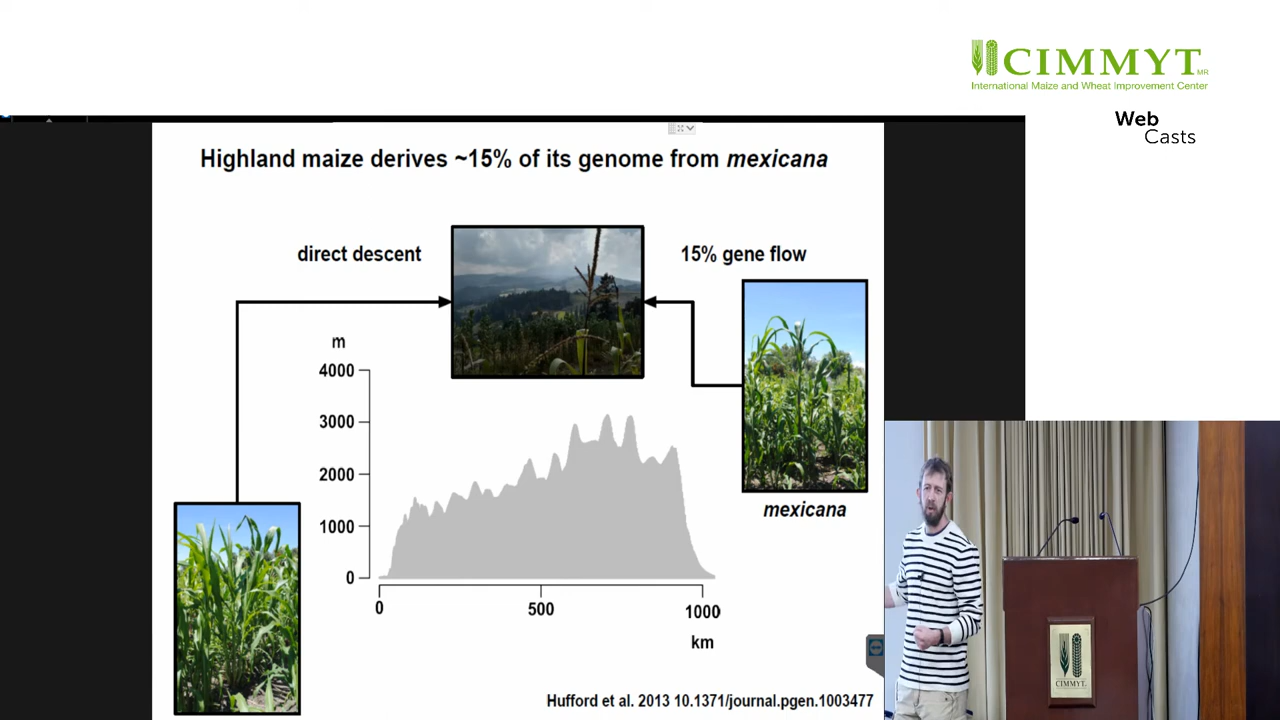 CIMMYT MR
International Maize and Wheat Improvement Center
Web
Casts
Highland maize derives ~15% of its genome from mexicana
direct descent
15% gene flow
m
4000
3000
2000
1000
0
mexicana
0
500
1000
km
CIMMYT
Hufford et al. 2013 10.1371/journal.pgen.1003477